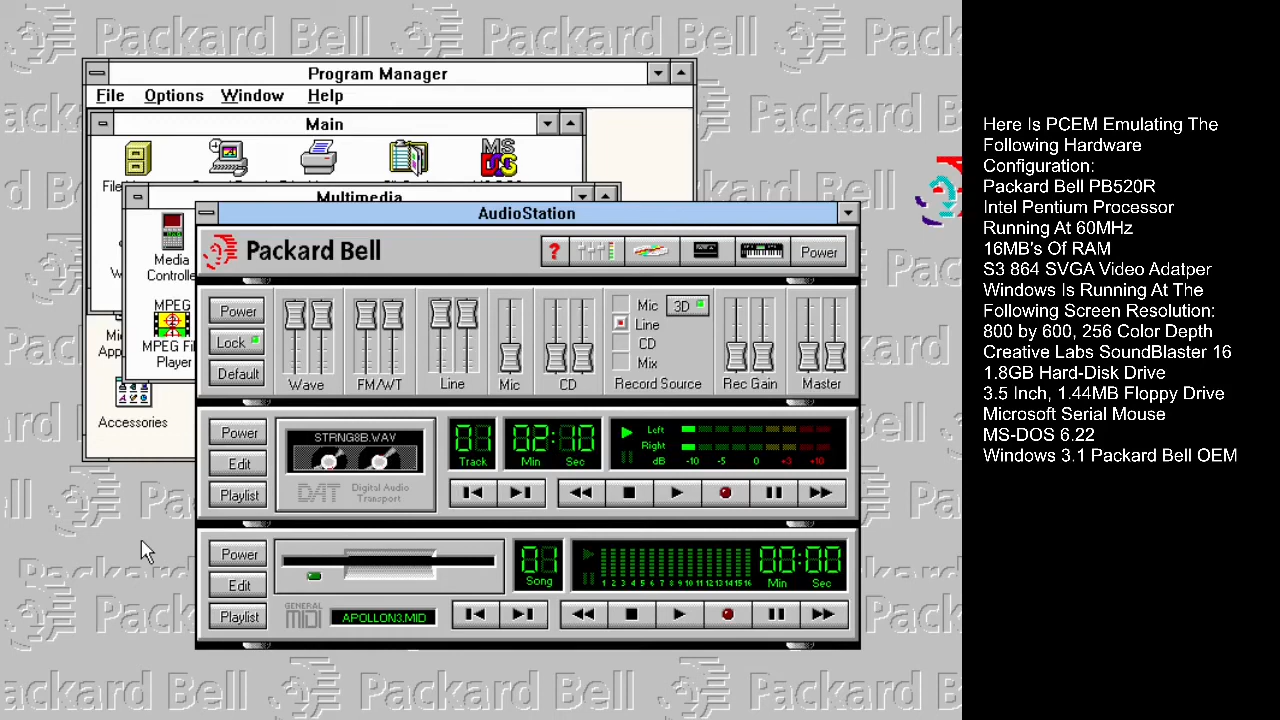 Packard Bell
Program Manager
File Options Window Help
Main
Multimedia
Media
MPEG
MPEG Fil
Player
Accessories
AudioStation
Packard Bell
?
Power
Power
Lock
Default
Wave
FM/WT
Line
Mic
CD
Mic
3D
Line
CD
Mix
Record Source
Rec Gain
Master
Power
Edit
Playlist
STRNG8B.WAV
DAT
Digital Audio
Transport
01
Track
02:10
Min Sec
Left
Right
dB -10 -5 0 +3 +10
Power
Edit
Playlist
GENERAL
MIDI
APOLLON3.MID
01
Song
1 2 3 4 5 6 7 8 9 10 11 12 13 14 15 16
00:00
Min Sec
Here Is PCEM Emulating The
Following Hardware
Configuration:
Packard Bell PB520R
Intel Pentium Processor
Running At 60MHz
16MB's Of RAM
S3 864 SVGA Video Adatper
Windows Is Running At The
Following Screen Resolution:
800 by 600, 256 Color Depth
Creative Labs SoundBlaster 16
1.8GB Hard-Disk Drive
3.5 Inch, 1.44MB Floppy Drive
Microsoft Serial Mouse
MS-DOS 6.22
Windows 3.1 Packard Bell OEM